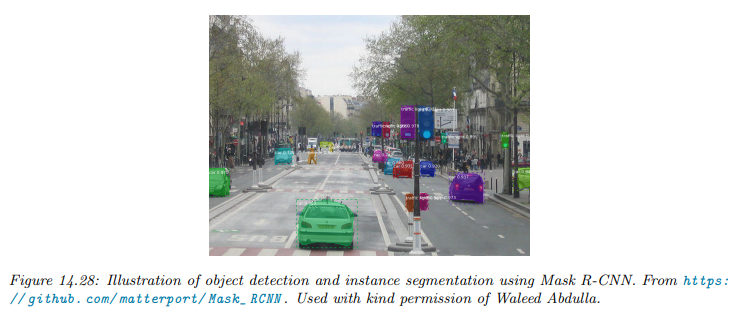 Figure 14.28: Illustration of object detection and instance segmentation using Mask R-CNN. From https:
//github.com/matterport/Mask_RCNN. Used with kind permission of Waleed Abdulla.